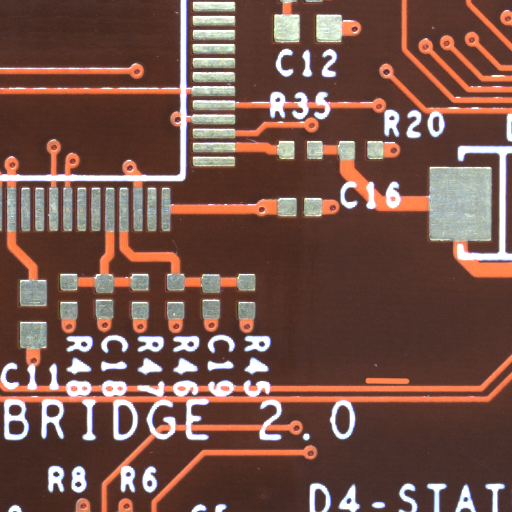 C12
R35
R20
C16
R48
C18
R47
R46
C19
R45
C11
BRIDGE 2.0
R8 R6
D4-STAT